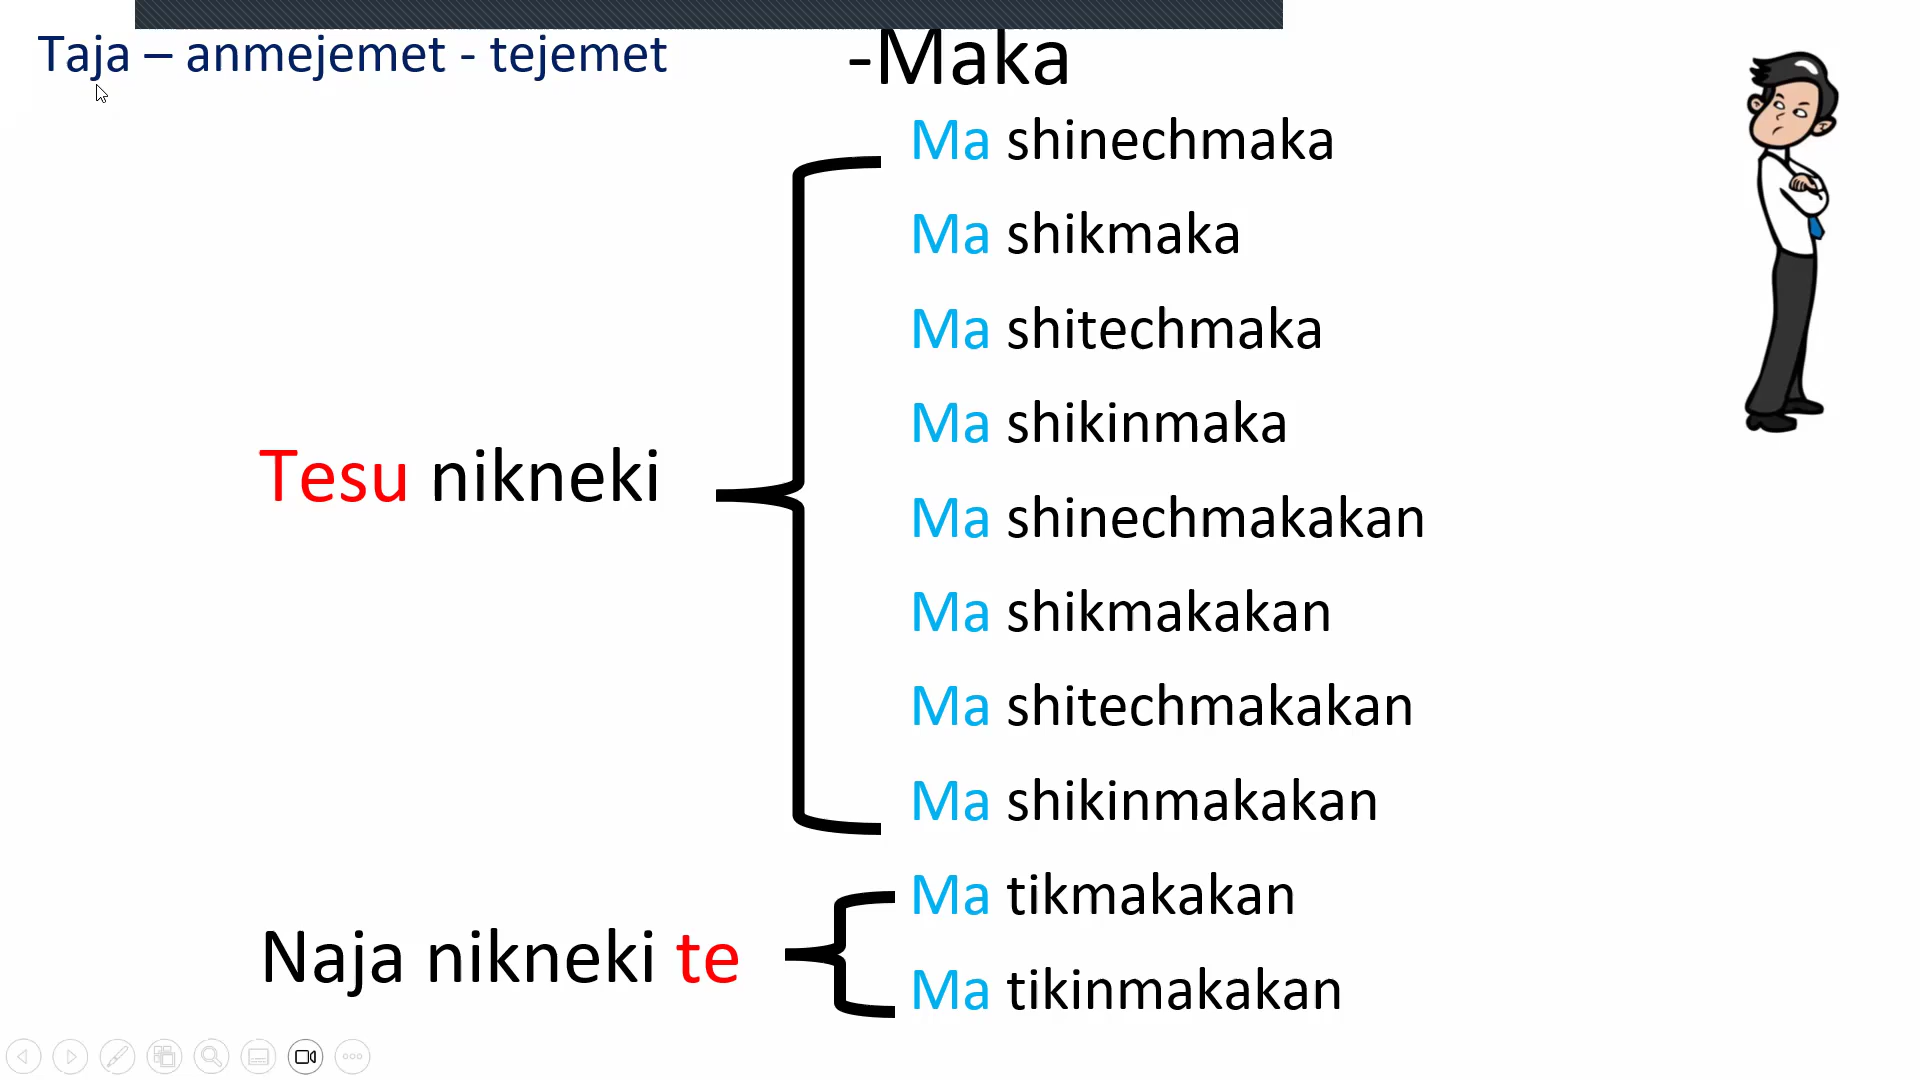 Taja – anmejemet - tejemet
-Maka
Ma shinechmaka
Ma shikmaka
Ma shitechmaka
Ma shikinmaka
Tesu nikneki
Ma shinechmakakan
Ma shikmakakan
Ma shitechmakakan
Ma shikinmakakan
Ma tikmakakan
Naja nikneki te
Ma tikinmakakan